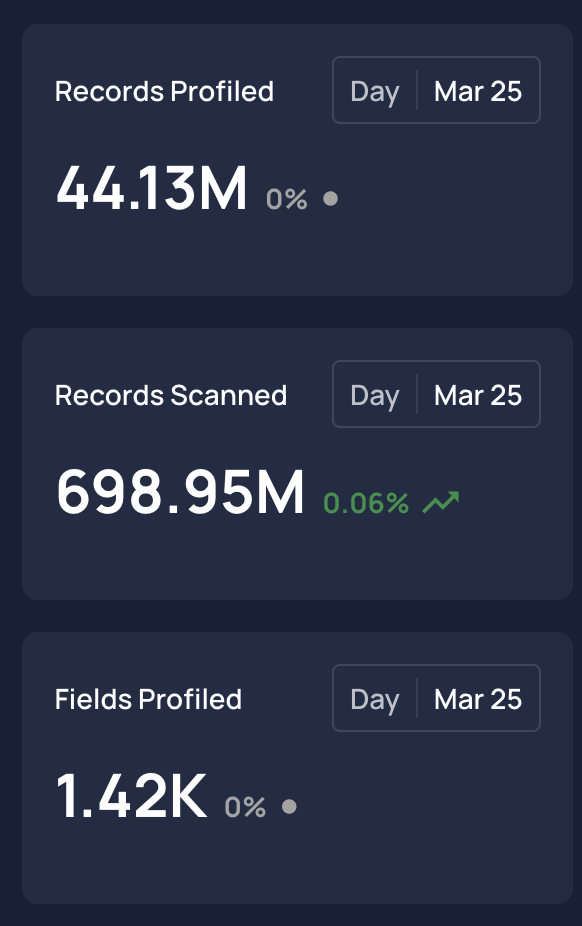 Records Profiled Day Mar 25
44.13M 0%
Records Scanned Day Mar 25
698.95M 0.06%
Fields Profiled Day Mar 25
1.42K 0%